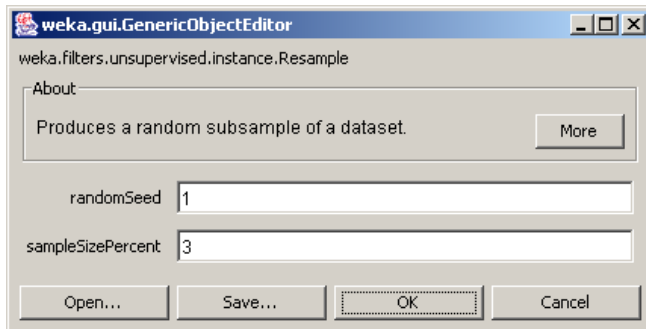 weka.gui.GenericObjectEditor
weka.filters.unsupervised.instance.Resample
About
Produces a random subsample of a dataset.
More
randomSeed 1
sampleSizePercent 3
Open... Save... OK Cancel